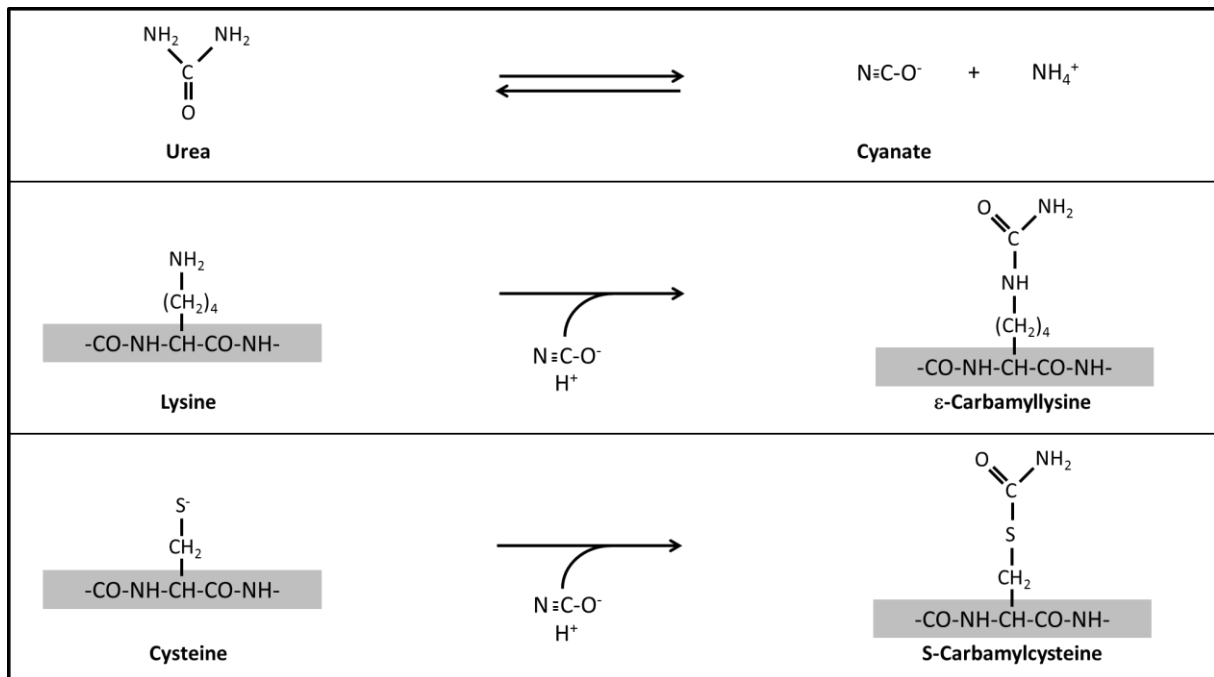 NH₂ NH₂
C
O
Urea
N≡C-O⁻ + NH₄⁺
Cyanate
NH₂
(CH₂)₄
-CO-NH-CH-CO-NH-
Lysine
N≡C-O⁻
H⁺
O NH₂
C
NH
(CH₂)₄
-CO-NH-CH-CO-NH-
ε-Carbamyllysine
S⁻
CH₂
-CO-NH-CH-CO-NH-
Cysteine
N≡C-O⁻
H⁺
O NH₂
C
S
CH₂
-CO-NH-CH-CO-NH-
S-Carbamylcysteine